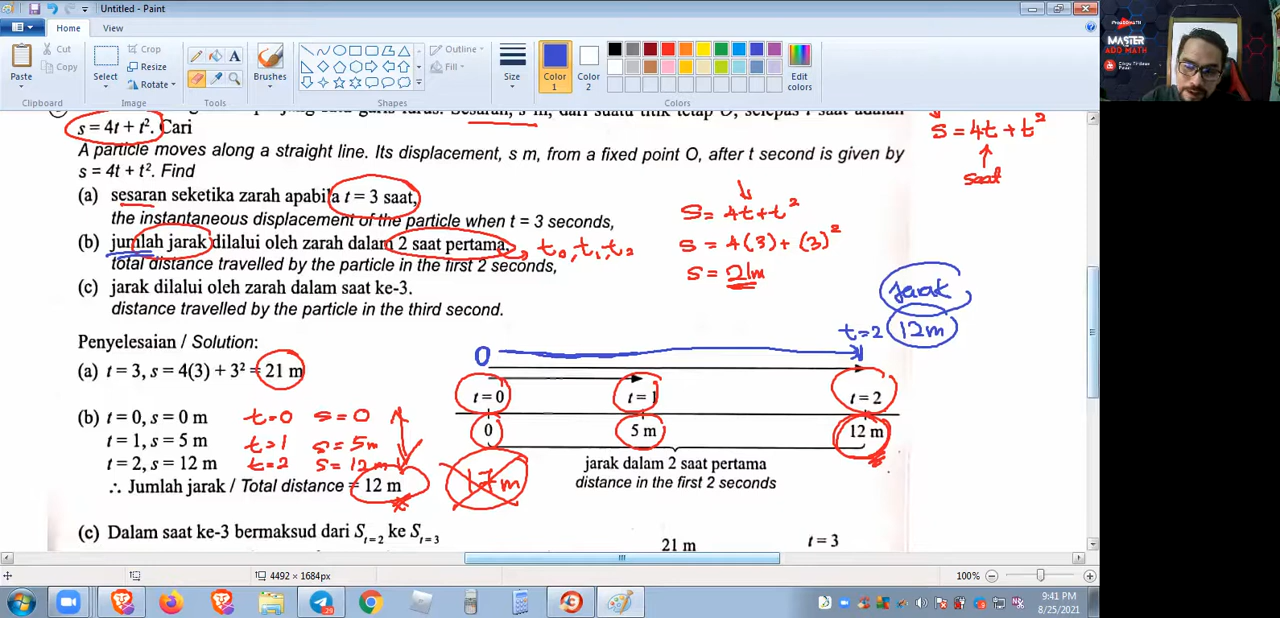 Untitled - Paint
Home View
Paste
Cut
Copy
Clipboard
Select
Crop
Resize
Rotate
Image
Tools
Brushes
Shapes
Outline
Fill
Size
Color 1
Color 2
Edit colors
Colors
MASTER
ADD MATH
s = 4t + t². Cari
A particle moves along a straight line. Its displacement, s m, from a fixed point O, after t second is given by
s = 4t + t². Find
(a) sesaran seketika zarah apabila t = 3 saat,
the instantaneous displacement of the particle when t = 3 seconds,
(b) jumlah jarak dilalui oleh zarah dalam 2 saat pertama,
total distance travelled by the particle in the first 2 seconds,
(c) jarak dilalui oleh zarah dalam saat ke-3.
distance travelled by the particle in the third second.
t0, t1, t2
s = 4t + t²
saat
s = 4t + t²
s = 4(3) + (3)²
s = 21m
jarak
12m
Penyelesaian / Solution:
(a) t = 3, s = 4(3) + 3² = 21 m
(b) t = 0, s = 0 m
t = 1, s = 5 m
t = 2, s = 12 m
∴ Jumlah jarak / Total distance = 12 m
t=0 s=0
t=1 s=5m
t=2 s=12m
17m
0
t=2
t = 0 t = 1 t = 2
0 5 m 12 m
jarak dalam 2 saat pertama
distance in the first 2 seconds
(c) Dalam saat ke-3 bermaksud dari S t=2 ke S t=3
21 m
t = 3
4492 × 1684px
100%
9:41 PM
8/25/2021